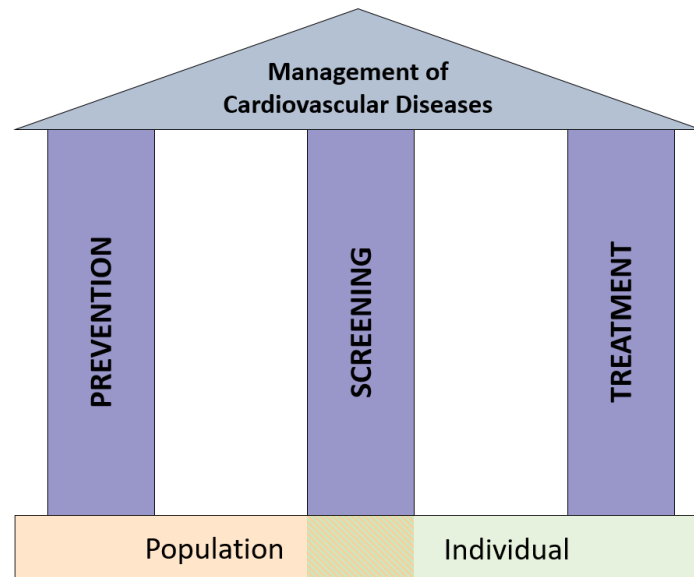 Management of
Cardiovascular Diseases
PREVENTION
SCREENING
TREATMENT
Population
Individual